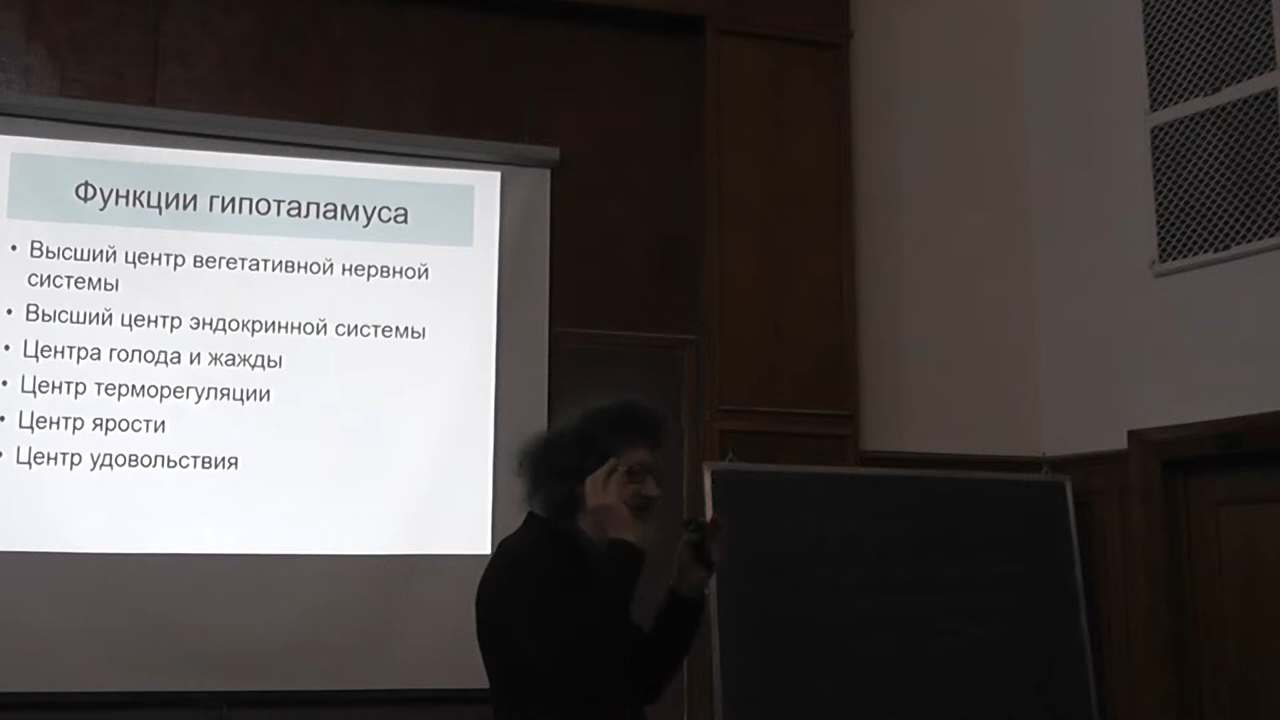 Функции гипоталамуса
• Высший центр вегетативной нервной
системы
• Высший центр эндокринной системы
• Центра голода и жажды
• Центр терморегуляции
• Центр ярости
• Центр удовольствия